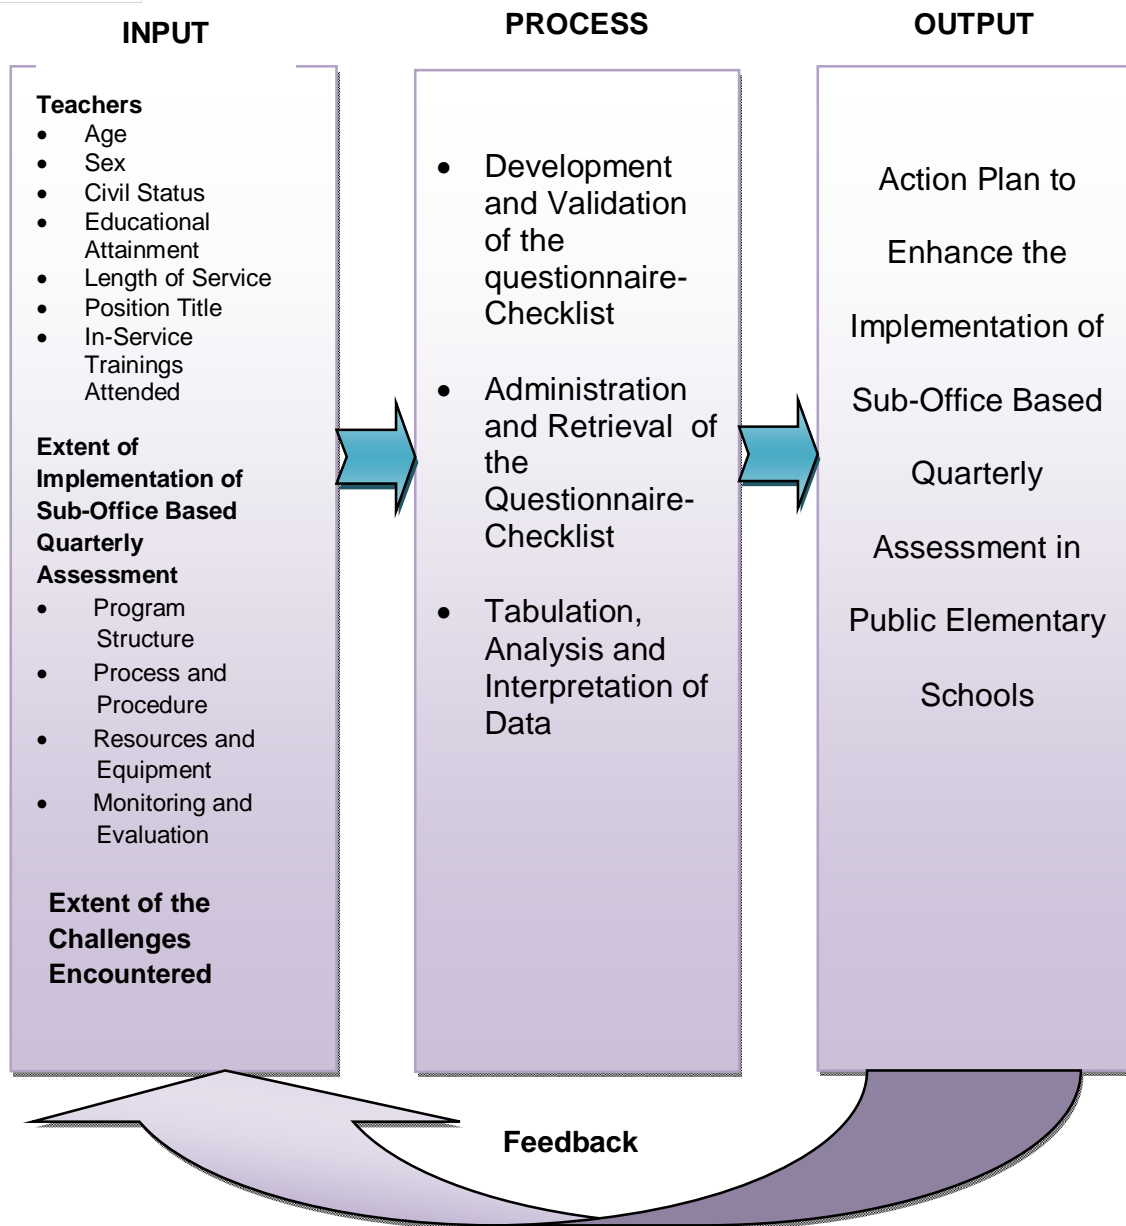 INPUT
Teachers
• Age
• Sex
• Civil Status
• Educational
Attainment
• Length of Service
• Position Title
• In-Service
Trainings
Attended
Extent of
Implementation of
Sub-Office Based
Quarterly
Assessment
• Program
Structure
• Process and
Procedure
• Resources and
Equipment
• Monitoring and
Evaluation
Extent of the
Challenges
Encountered
PROCESS
• Development
and Validation
of the
questionnaire-
Checklist
• Administration
and Retrieval of
the
Questionnaire-
Checklist
• Tabulation,
Analysis and
Interpretation of
Data
OUTPUT
Action Plan to
Enhance the
Implementation of
Sub-Office Based
Quarterly
Assessment in
Public Elementary
Schools
Feedback